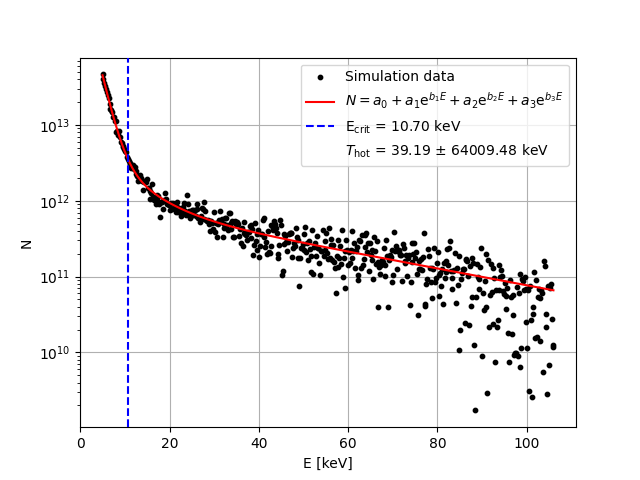 Simulation data
N = a₀ + a₁e^{b₁E} + a₂e^{b₂E} + a₃e^{b₃E}
E_crit = 10.70 keV
T_hot = 39.19 ± 64009.48 keV
10¹³
10¹²
10¹¹
10¹⁰
N
0 20 40 60 80 100
E [keV]